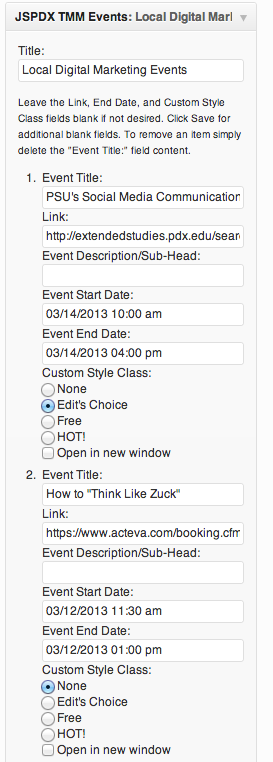 JSPDX TMM Events: Local Digital Marl
Title:
Local Digital Marketing Events
Leave the Link, End Date, and Custom Style
Class fields blank if not desired. Click Save for
additional blank fields. To remove an item simply
delete the "Event Title:" field content.
1. Event Title:
PSU's Social Media Communication
Link:
http://extendedstudies.pdx.edu/sear
Event Description/Sub-Head:
Event Start Date:
03/14/2013 10:00 am
Event End Date:
03/14/2013 04:00 pm
Custom Style Class:
None
Edit's Choice
Free
HOT!
Open in new window
2. Event Title:
How to "Think Like Zuck"
Link:
https://www.acteva.com/booking.cfm
Event Description/Sub-Head:
Event Start Date:
03/12/2013 11:30 am
Event End Date:
03/12/2013 01:00 pm
Custom Style Class:
None
Edit's Choice
Free
HOT!
Open in new window